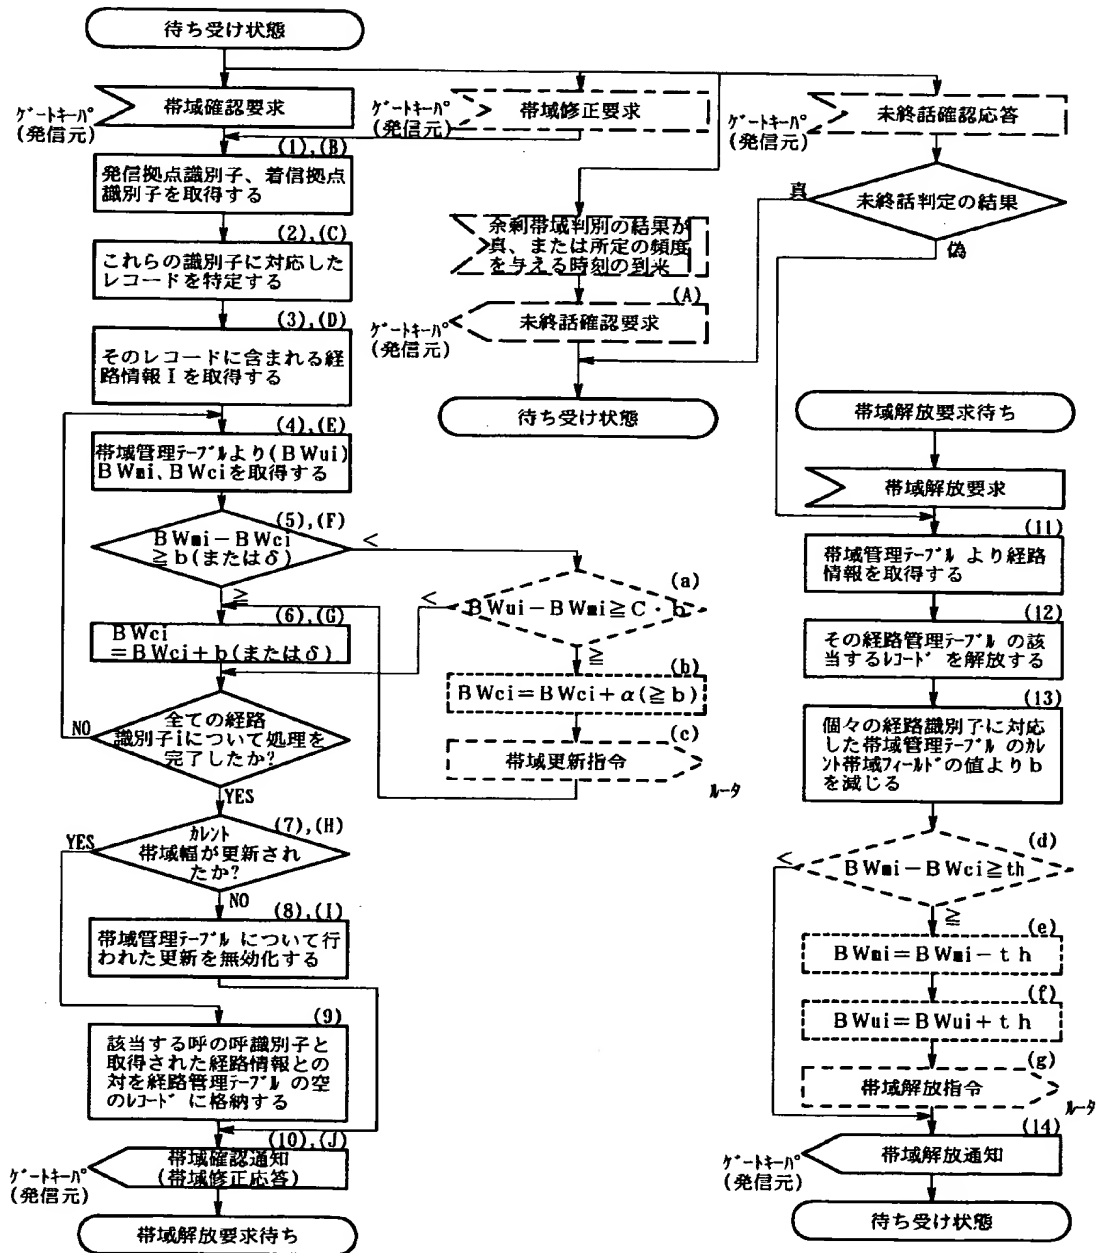 待ち受け状態
ゲートキーパ
(発信元)
帯域確認要求
ゲートキーパ
(発信元)
帯域修正要求
ゲートキーパ
(発信元)
未終話確認応答
(1),(B)
発信拠点識別子、着信拠点
識別子を取得する
真
未終話判定の結果
偽
(2),(C)
これらの識別子に対応した
レコードを特定する
余剰帯域判別の結果が
真、または所定の頻度
を与える時刻の到来
(A)
ゲートキーパ
(発信元)
未終話確認要求
待ち受け状態
(3),(D)
そのレコードに含まれる経
路情報Iを取得する
(4),(E)
帯域管理テーブルより(BWui)
BWmi、BWciを取得する
(5),(F)
BWmi-BWci
≧b(またはδ)
<
≧
(6),(G)
BWci
=BWci+b(またはδ)
(a)
<
BWui-BWmi≧C・b
≧
(b)
BWci=BWci+α(≧b)
(c)
帯域更新指令
ルータ
NO
全ての経路
識別子iについて処理を
完了したか?
YES
(7),(H)
YES
カレント
帯域幅が更新され
たか?
NO
(8),(I)
帯域管理テーブル について行
われた更新を無効化する
(9)
該当する呼の呼識別子と
取得された経路情報との
対を経路管理テーブル の空
のレコード に格納する
(10),(J)
ゲートキーパ
(発信元)
帯域確認通知
(帯域修正応答)
帯域解放要求待ち
帯域解放要求待ち
帯域解放要求
(11)
帯域管理テーブル より経路
情報を取得する
(12)
その経路管理テーブル の該
当するレコード を解放する
(13)
個々の経路識別子に対応
した帯域管理テーブル のカレ
ント帯域フィールド の値よりb
を減じる
(d)
<
BWmi-BWci≧th
≧
(e)
BWmi=BWmi-th
(f)
BWui=BWui+th
(g)
帯域解放指令
ルータ
(14)
ゲートキーパ
(発信元)
帯域解放通知
待ち受け状態